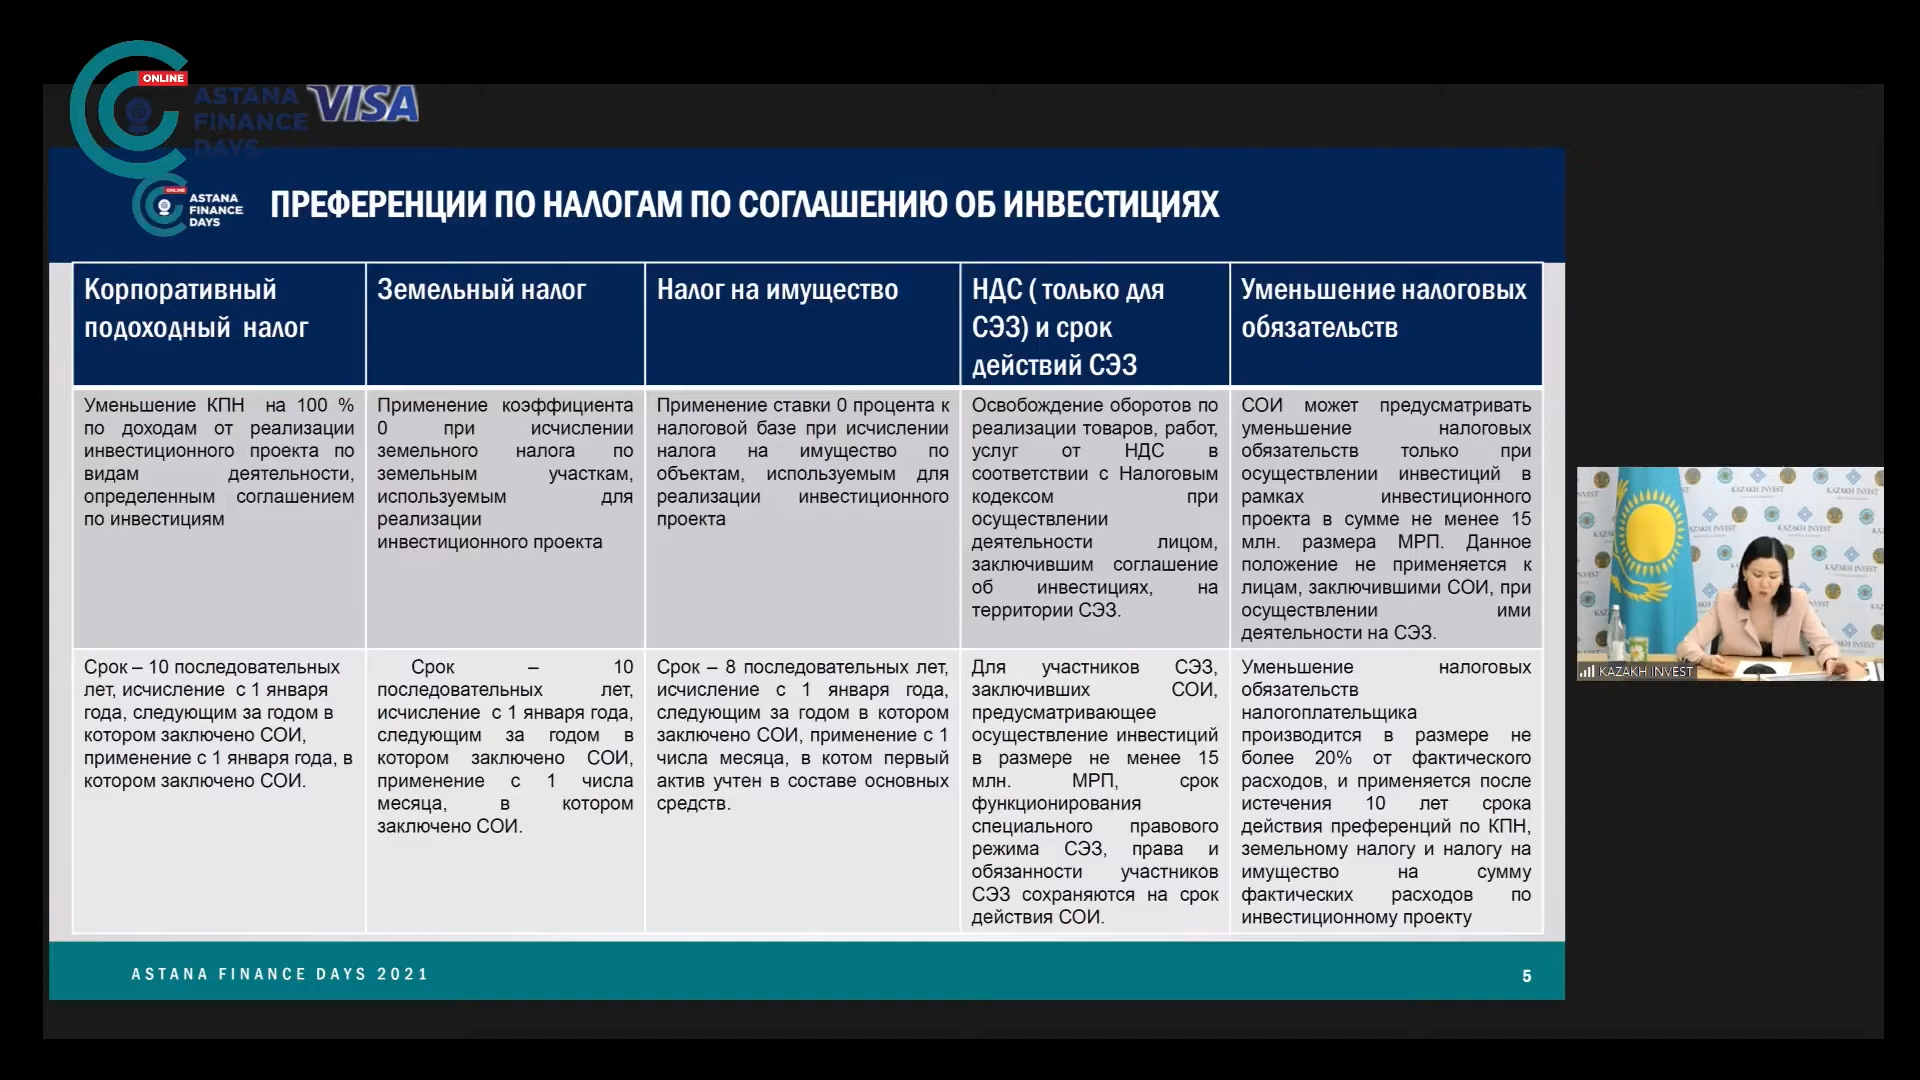 ONLINE
ASTANA
FINANCE
DAYS
VISA
ONLINE
ASTANA
FINANCE
DAYS
ПРЕФЕРЕНЦИИ ПО НАЛОГАМ ПО СОГЛАШЕНИЮ ОБ ИНВЕСТИЦИЯХ
Корпоративный
подоходный налог
Земельный налог
Налог на имущество
НДС ( только для
СЭЗ) и срок
действий СЭЗ
Уменьшение налоговых
обязательств
Уменьшение КПН на 100 %
по доходам от реализации
инвестиционного проекта по
видам деятельности,
определенным соглашением
по инвестициям
Применение коэффициента
0 при исчислении
земельного налога по
земельным участкам,
используемым для
реализации
инвестиционного проекта
Применение ставки 0 процента к
налоговой базе при исчислении
налога на имущество по
объектам, используемым для
реализации инвестиционного
проекта
Освобождение оборотов по
реализации товаров, работ,
услуг от НДС в
соответствии с Налоговым
кодексом при
осуществлении
деятельности лицом,
заключившим соглашение
об инвестициях, на
территории СЭЗ.
СОИ может предусматривать
уменьшение налоговых
обязательств только при
осуществлении инвестиций в
рамках инвестиционного
проекта в сумме не менее 15
млн. размера МРП. Данное
положение не применяется к
лицам, заключившими СОИ, при
осуществлении ими
деятельности на СЭЗ.
Срок – 10 последовательных
лет, исчисление с 1 января
года, следующим за годом в
котором заключено СОИ,
применение с 1 января года, в
котором заключено СОИ.
Срок – 10
последовательных лет,
исчисление с 1 января года,
следующим за годом в
котором заключено СОИ,
применение с 1 числа
месяца, в котором
заключено СОИ.
Срок – 8 последовательных лет,
исчисление с 1 января года,
следующим за годом в котором
заключено СОИ, применение с 1
числа месяца, в котом первый
актив учтен в составе основных
средств.
Для участников СЭЗ,
заключивших СОИ,
предусматривающее
осуществление инвестиций
в размере не менее 15
млн. МРП, срок
функционирования
специального правового
режима СЭЗ, права и
обязанности участников
СЭЗ сохраняются на срок
действия СОИ.
Уменьшение налоговых
обязательств
налогоплательщика
производится в размере не
более 20% от фактического
расходов, и применяется после
истечения 10 лет срока
действия преференций по КПН,
земельному налогу и налогу на
имущество на сумму
фактических расходов по
инвестиционному проекту
KAZAKH INVEST
KAZAKH INVEST
KAZAKH INVEST
KAZAKH INVEST
ASTANA FINANCE DAYS 2021
5